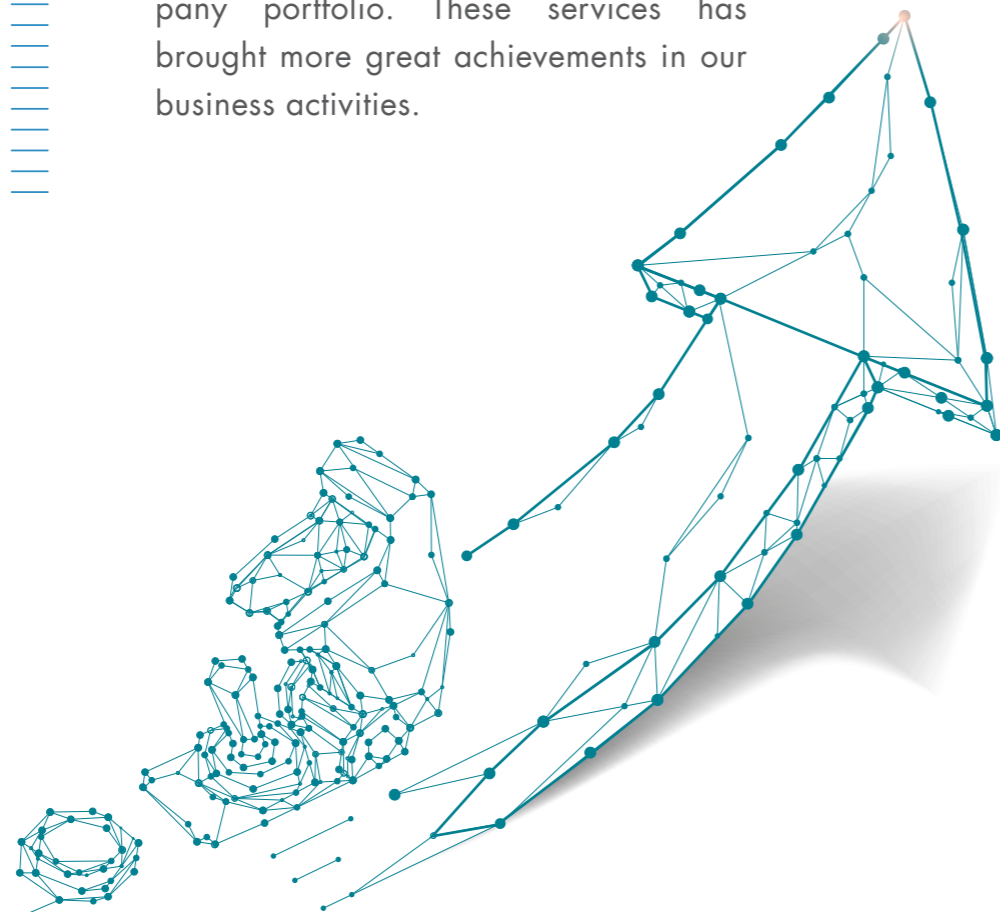 pany portfolio. These services has
brought more great achievements in our
business activities.